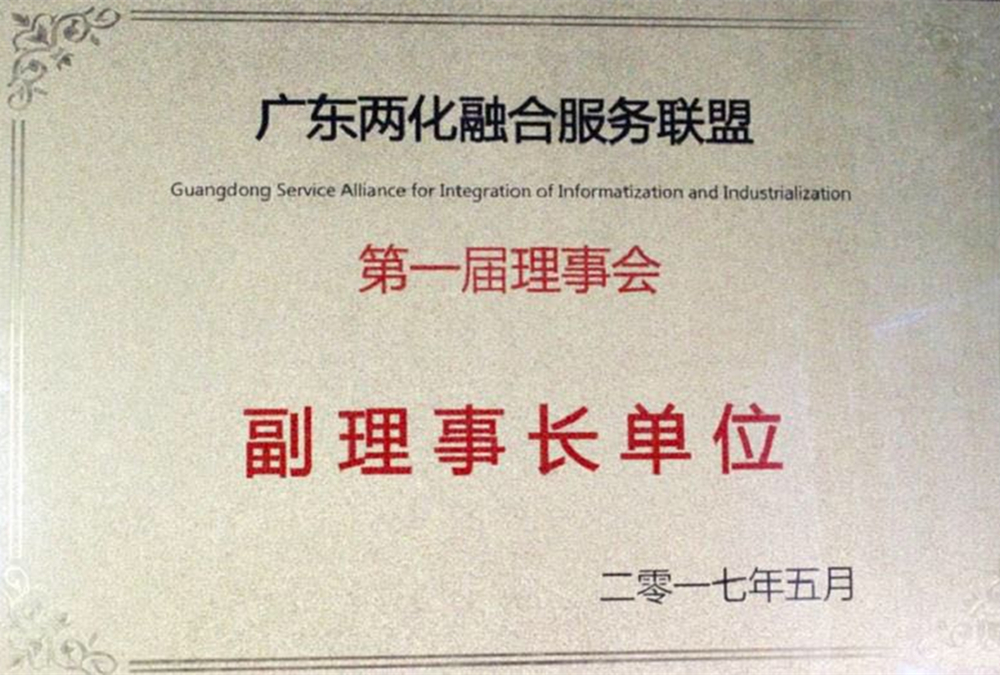 广东两化融合服务联盟
Guangdong Service Alliance for Integration of Informatization and Industrialization
第一届理事会
副理事长单位
二零一七年五月